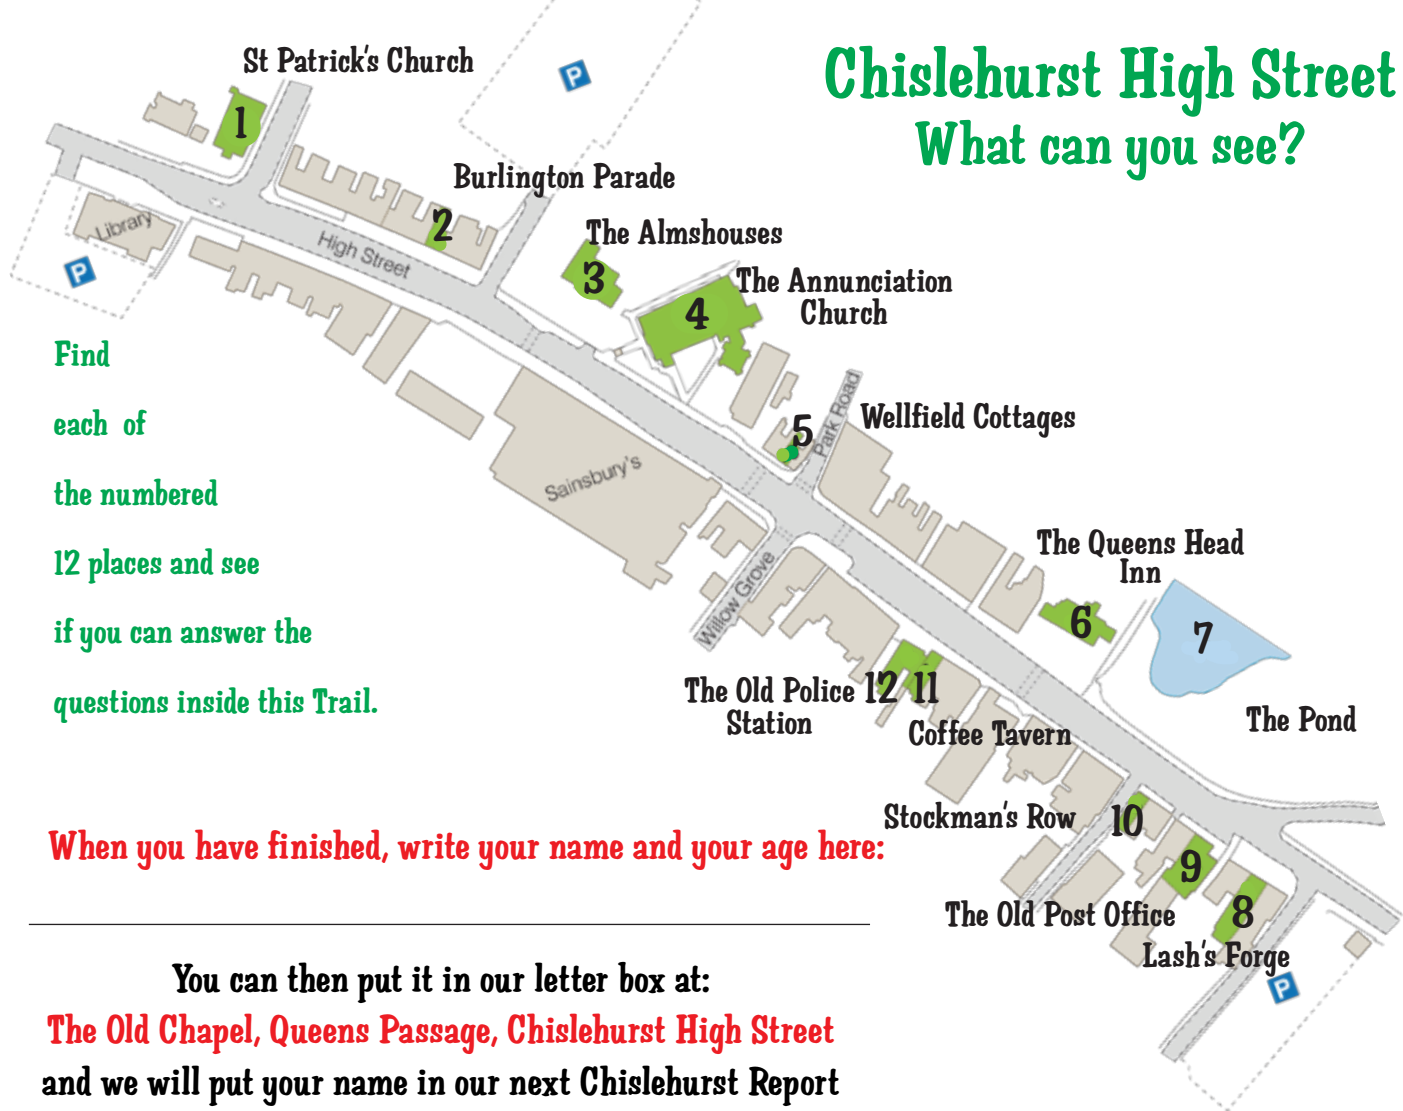 St Patrick's Church
P
Chislehurst High Street
What can you see?
1
Burlington Parade
2
Library
High Street
P
The Almshouses
3
The Annunciation
Church
4
Find
each of
the numbered
12 places and see
if you can answer the
questions inside this Trail.
Park Road
5
Wellfield Cottages
Sainsbury's
The Queens Head
Inn
6
7
Willow Grove
The Old Police
Station
12
11
The Pond
Coffee Tavern
Stockman's Row
10
When you have finished, write your name and your age here:
9
The Old Post Office
8
Lash's Forge
P
You can then put it in our letter box at:
The Old Chapel, Queens Passage, Chislehurst High Street
and we will put your name in our next Chislehurst Report